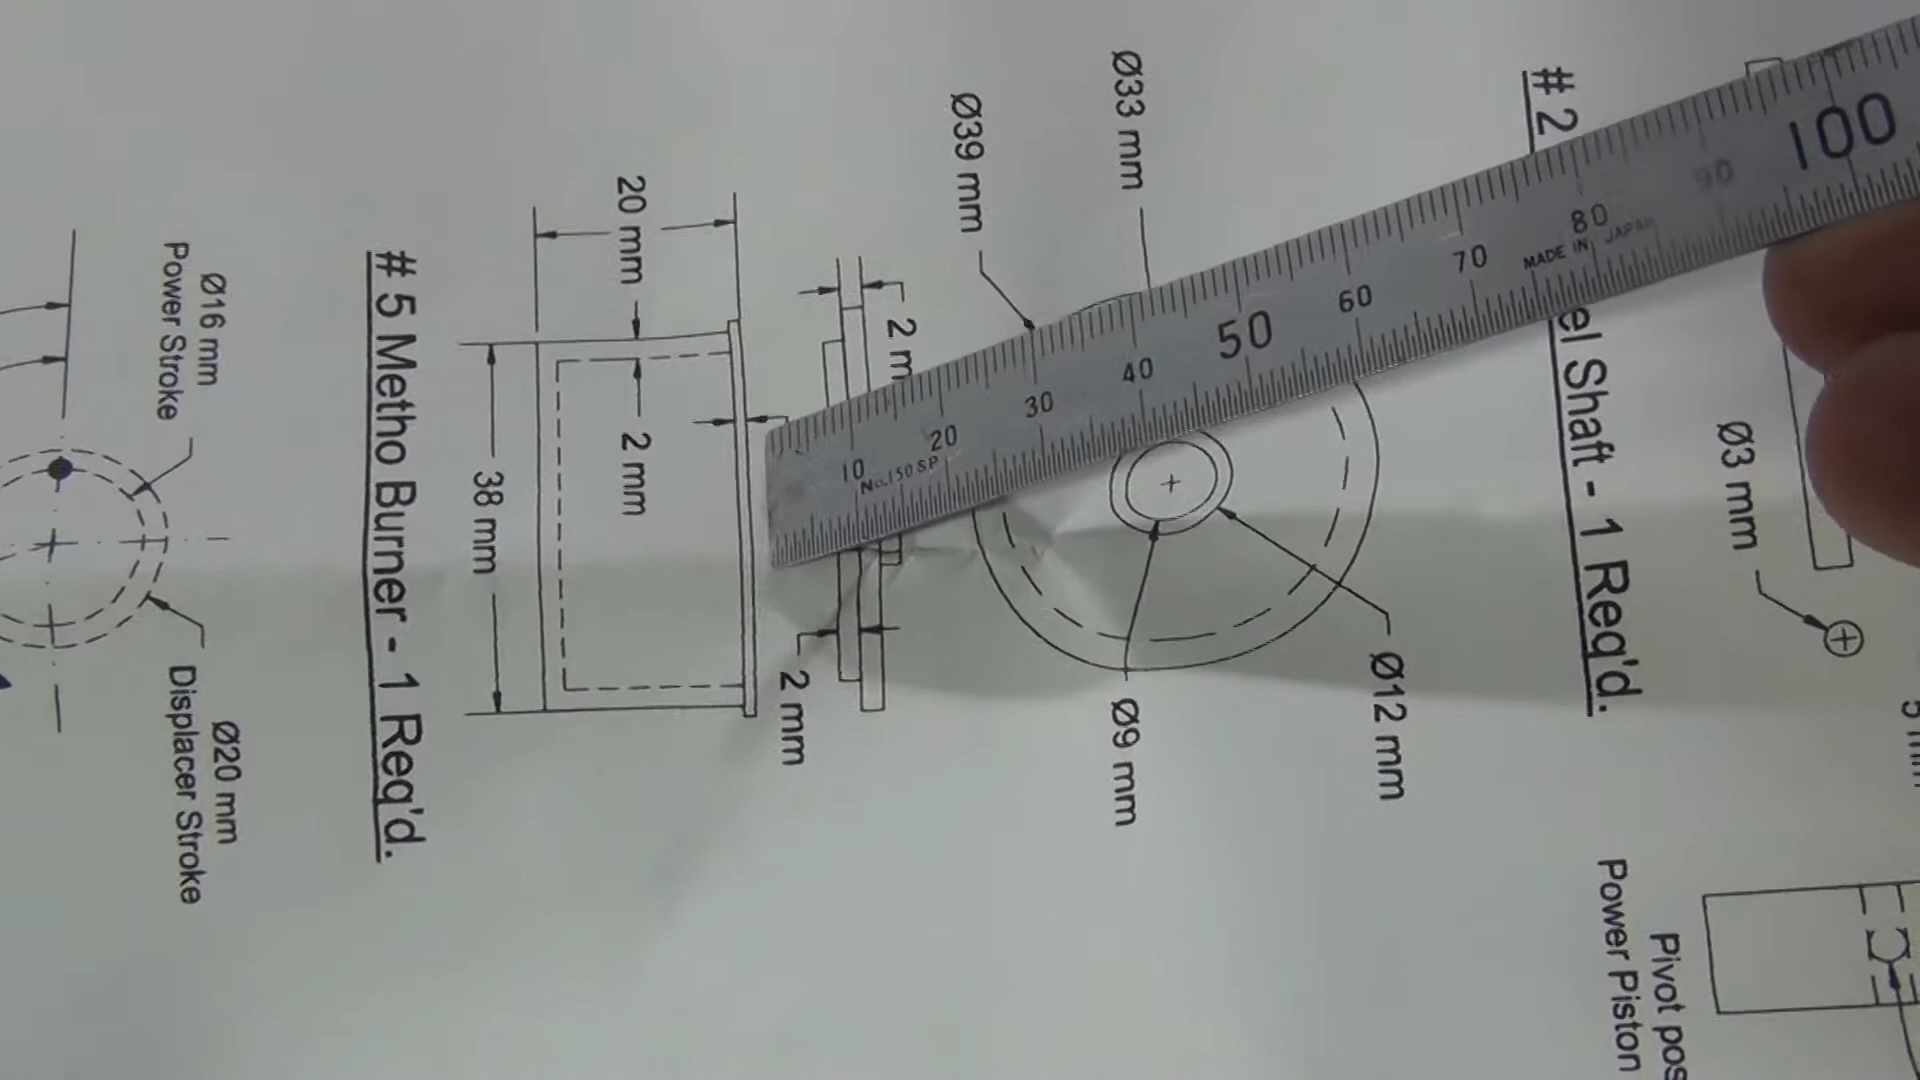 Ø33 mm
Ø39 mm
# 2
el Shaft - 1 Req'd.
Ø3 mm
20 mm
2 mm
38 mm
2 m
2 mm
# 5 Metho Burner - 1 Req'd.
Ø16 mm
Power Stroke
Ø20 mm
Displacer Stroke
Ø12 mm
Ø9 mm
Pivot pos
Power Piston
10 20 30 40 50 60 70 80 90 100
No.150SP
MADE IN JAPAN